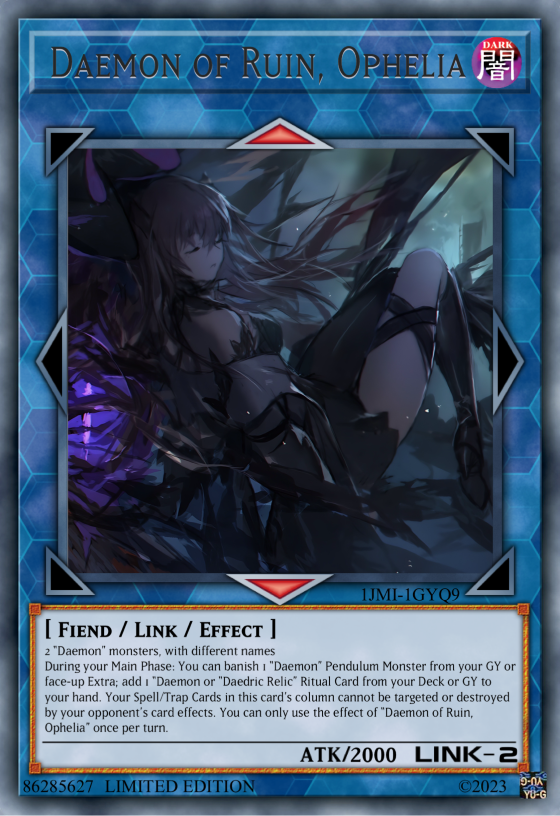 Daemon of Ruin, Ophelia
DARK
闇
1JMI-1GYQ9
[ Fiend / Link / Effect ]
2 "Daemon" monsters, with different names
During your Main Phase: You can banish 1 "Daemon" Pendulum Monster from your GY or
face-up Extra; add 1 "Daemon or "Daedric Relic" Ritual Card from your Deck or GY to
your hand. Your Spell/Trap Cards in this card's column cannot be targeted or destroyed
by your opponent's card effects. You can only use the effect of "Daemon of Ruin,
Ophelia" once per turn.
ATK/2000 LINK-2
86285627 LIMITED EDITION ©2023
YU-G